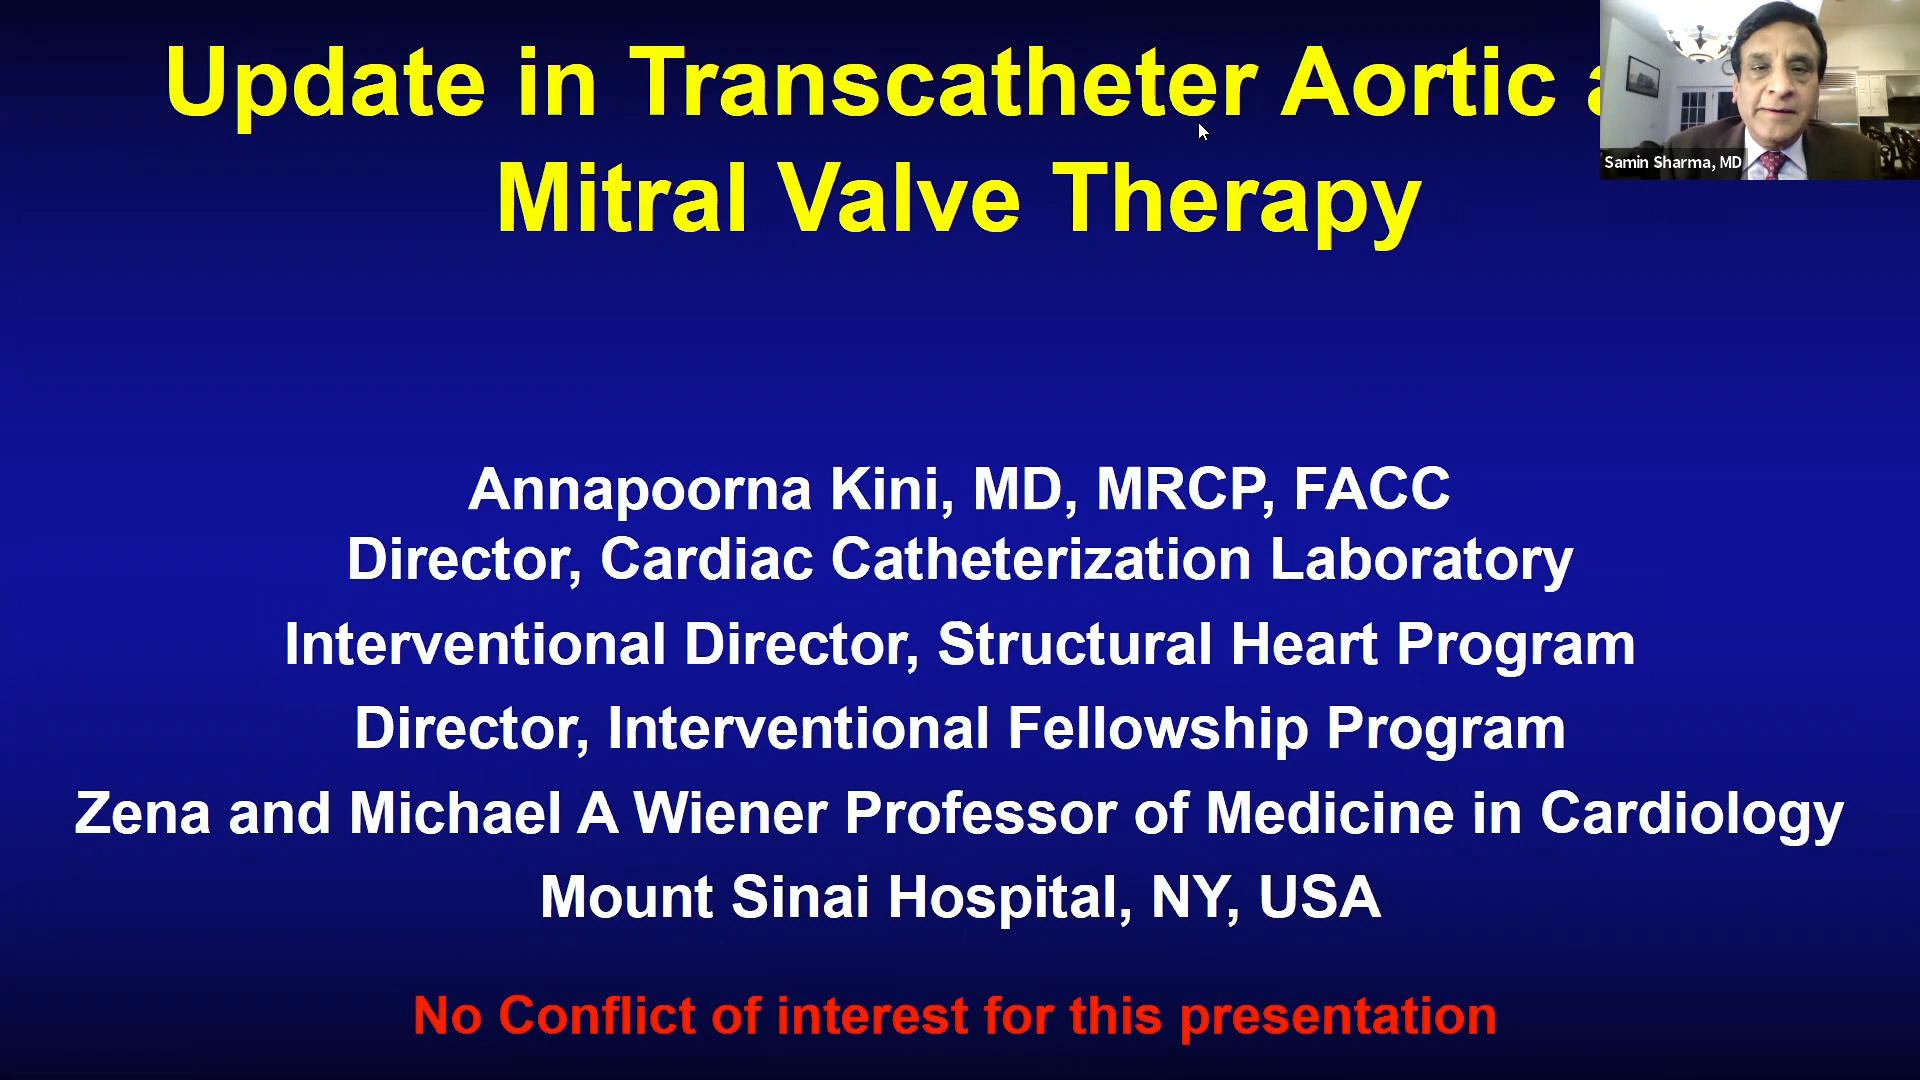 Update in Transcatheter Aortic
Mitral Valve Therapy
Samin Sharma, MD
Annapoorna Kini, MD, MRCP, FACC
Director, Cardiac Catheterization Laboratory
Interventional Director, Structural Heart Program
Director, Interventional Fellowship Program
Zena and Michael A Wiener Professor of Medicine in Cardiology
Mount Sinai Hospital, NY, USA
No Conflict of interest for this presentation